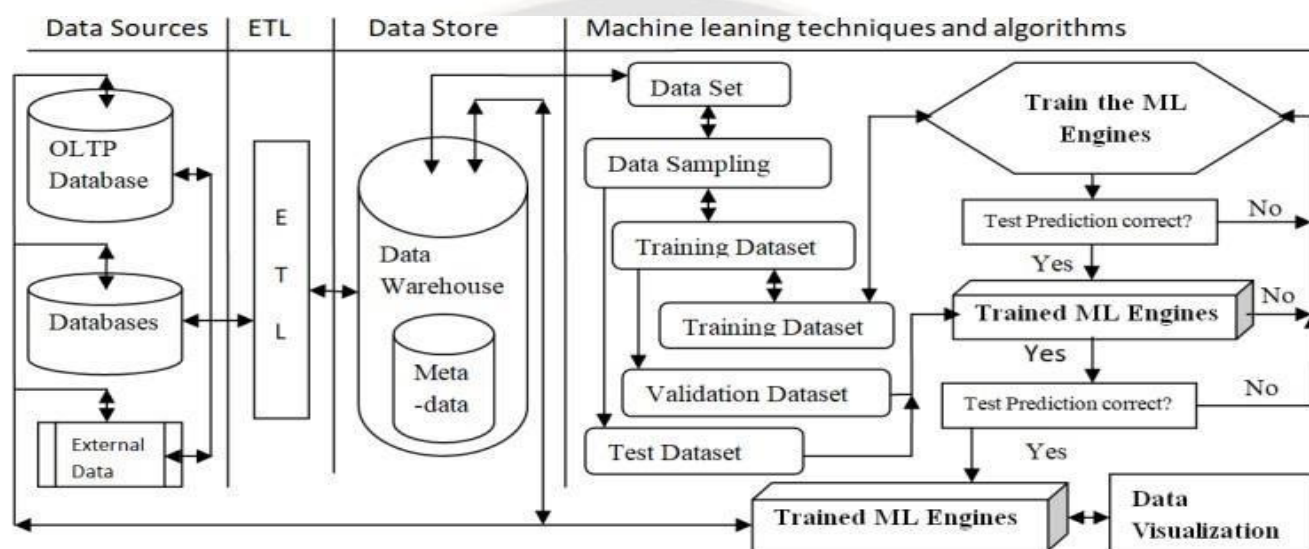 Data Sources
ETL
Data Store
Machine leaning techniques and algorithms
OLTP
Database
Databases
External
Data
E
T
L
Data
Warehouse
Meta
-data
Data Set
Data Sampling
Training Dataset
Training Dataset
Validation Dataset
Test Dataset
Train the ML
Engines
Test Prediction correct?
No
Yes
Trained ML Engines
No
Yes
Test Prediction correct?
No
Yes
Trained ML Engines
Data
Visualization